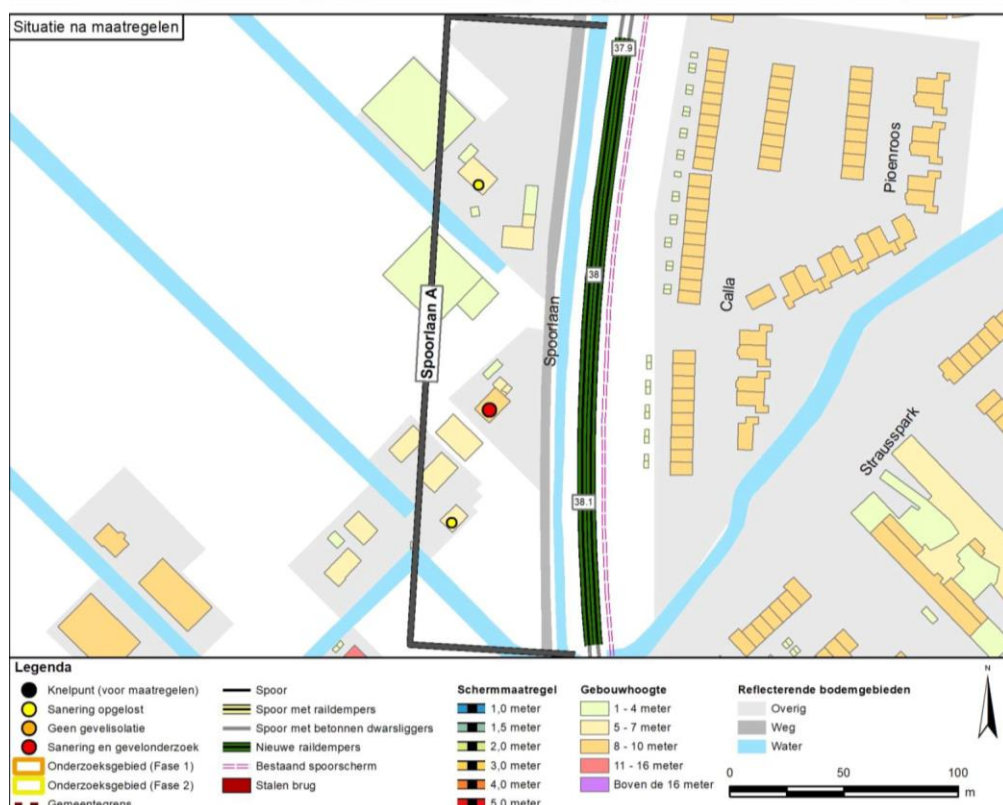 Situatie na maatregelen
37.9
Pioenroos
38
Calla
Spoorlaan
Spoorlaan A
Strausspark
38.1
Legenda
Knelpunt (voor maatregelen)
Sanering opgelost
Geen gevelisolatie
Sanering en gevelonderzoek
Onderzoeksgebied (Fase 1)
Onderzoeksgebied (Fase 2)
Gemeentegrens
Spoor
Spoor met raildempers
Spoor met betonnen dwarsliggers
Nieuwe raildempers
Bestaand spoorscherm
Stalen brug
Schermmaatregel
1,0 meter
1,5 meter
2,0 meter
3,0 meter
4,0 meter
5,0 meter
Gebouwhoogte
1 - 4 meter
5 - 7 meter
8 - 10 meter
11 - 16 meter
Boven de 16 meter
Reflecterende bodemgebieden
Overig
Weg
Water
N
0 50 100
m